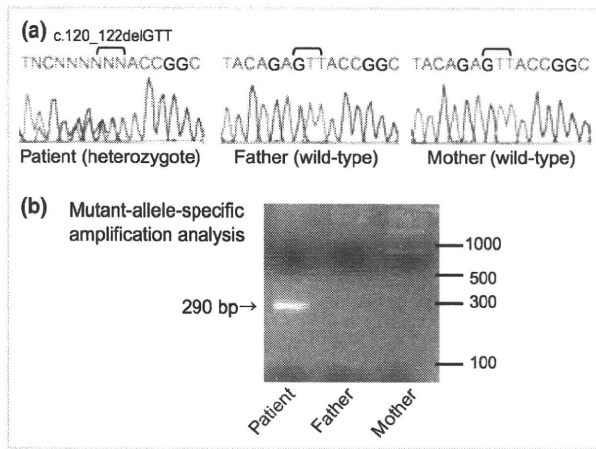 (a) c.120_122delGTT
TNCNNNNNNNACCGGC TACAGAGTTACCGGC TACAGAGTTACCGGC
Patient (heterozygote) Father (wild-type) Mother (wild-type)
(b) Mutant-allele-specific
amplification analysis
1000
500
290 bp→ 300
100
Patient Father Mother